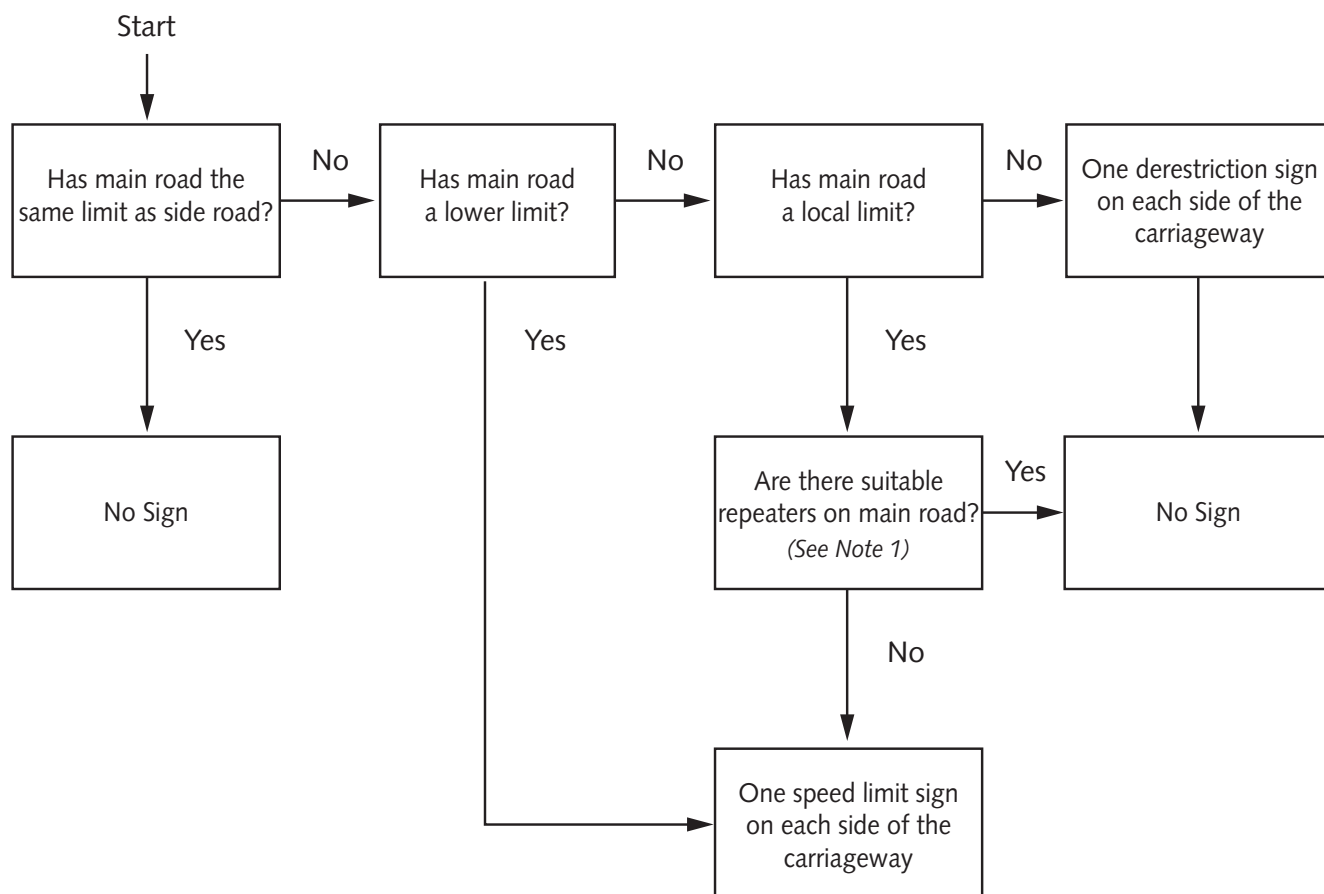 Start
Has main road the
same limit as side road?
No
Has main road
a lower limit?
No
Has main road
a local limit?
No
One derestriction sign
on each side of the
carriageway
Yes
Yes
Yes
No Sign
Are there suitable
repeaters on main road?
(See Note 1)
Yes
No Sign
No
One speed limit sign
on each side of the
carriageway